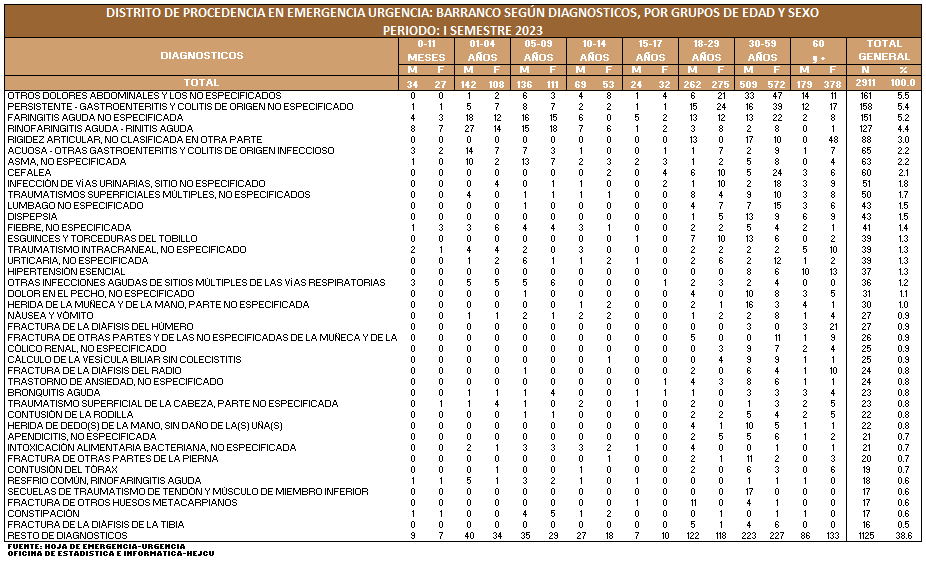 DISTRITO DE PROCEDENCIA EN EMERGENCIA URGENCIA: BARRANCO SEGÚN DIAGNOSTICOS, POR GRUPOS DE EDAD Y SEXO
PERIODO: I SEMESTRE 2023
DIAGNOSTICOS 0-11 MESES 01-04 AÑOS 05-09 AÑOS 10-14 AÑOS 15-17 AÑOS 18-29 AÑOS 30-59 AÑOS 60 g + TOTAL GENERAL
M F M F M F M F M F M F M F M F N %
TOTAL 34 27 142 108 136 111 69 53 24 32 262 275 509 572 179 378 2911 100.0
OTROS DOLORES ABDOMINALES Y LOS NO ESPECIFICADOS 0 0 1 2 6 3 4 6 1 4 6 21 33 47 14 11 161 5.5
PERSISTENTE - GASTROENTERITIS Y COLITIS DE ORIGEN NO ESPECIFICADO 1 1 5 7 8 7 2 2 1 1 15 24 16 39 12 17 158 5.4
FARINGITIS AGUDA NO ESPECIFICADA 4 3 18 12 16 15 6 0 5 2 13 12 13 22 2 8 151 5.2
RINOFARINGITIS AGUDA - RINITIS AGUDA 8 7 27 14 15 18 7 6 1 2 3 8 2 8 0 1 127 4.4
RIGIDEZ ARTICULAR, NO CLASIFICADA EN OTRA PARTE 0 0 0 0 0 0 0 0 0 0 13 0 17 10 0 48 88 3.0
ACUOSA - OTRAS GASTROENTERITIS Y COLITIS DE ORIGEN INFECCIOSO 3 2 14 7 7 3 1 1 0 0 1 7 2 9 1 7 65 2.2
ASMA, NO ESPECIFICADA 1 0 10 2 13 7 2 3 2 3 1 2 5 8 0 4 63 2.2
CEFALEA 0 0 0 0 0 0 0 2 0 4 6 10 5 24 3 6 60 2.1
INFECCIÓN DE VÍAS URINARIAS, SITIO NO ESPECIFICADO 0 0 0 4 0 1 1 0 0 2 1 10 2 18 3 9 51 1.8
TRAUMATISMOS SUPERFICIALES MÚLTIPLES, NO ESPECIFICADOS 0 0 4 0 1 1 1 0 0 0 8 4 9 10 3 8 50 1.7
LUMBAGO NO ESPECIFICADO 0 0 0 0 0 0 0 1 0 0 4 7 7 15 3 6 43 1.5
DISPEPSIA 0 0 0 0 0 0 0 0 0 0 1 5 13 9 6 9 43 1.5
FIEBRE, NO ESPECIFICADA 1 3 3 6 4 4 3 1 0 0 2 2 5 4 2 1 41 1.4
ESGUINCES Y TORCEDURAS DEL TOBILLO 0 0 0 0 0 0 0 0 1 0 7 10 13 6 0 2 39 1.3
TRAUMATISMO INTRACRANEAL, NO ESPECIFICADO 2 1 4 4 2 3 3 0 0 0 2 2 2 2 5 10 39 1.3
URTICARIA, NO ESPECIFICADA 0 0 1 2 6 1 1 2 0 1 2 6 2 12 1 2 39 1.3
HIPERTENSIÓN ESENCIAL 0 0 0 0 0 0 0 0 0 0 0 0 8 6 10 13 37 1.3
OTRAS INFECCIONES AGUDAS DE SITIOS MÚLTIPLES DE LAS VÍAS RESPIRATORIAS 3 0 5 5 5 6 0 0 1 2 3 2 4 0 0 36 1.2
DOLOR EN EL PECHO, NO ESPECIFICADO 0 0 0 0 1 0 0 0 0 0 4 0 10 8 3 5 31 1.1
HERIDA DE LA MUÑECA Y DE LA MANO, PARTE NO ESPECIFICADA 0 0 1 0 0 1 1 0 0 0 2 1 16 3 4 1 30 1.0
NÁUSEA Y VÓMITO 0 0 1 1 2 1 2 2 0 1 2 2 8 1 4 27 0.9
FRACTURA DE LA DIÁFISIS DEL HÚMERO 0 0 0 0 0 0 0 0 0 0 0 0 3 0 3 21 27 0.9
FRACTURA DE OTRAS PARTES Y DE LAS NO ESPECIFICADAS DE LA MUÑECA Y DE LA 0 0 0 0 0 0 0 0 0 0 5 0 0 11 1 9 26 0.9
CÓLICO RENAL, NO ESPECIFICADO 0 0 0 0 0 0 0 0 0 0 0 3 9 7 2 4 25 0.9
CÁLCULO DE LA VESÍCULA BILIAR SIN COLECISTITIS 0 0 0 0 0 1 0 0 0 0 1 4 9 9 1 1 25 0.9
FRACTURA DE LA DIÁFISIS DEL RADIO 0 0 0 0 1 0 0 0 0 0 2 0 6 4 1 10 24 0.8
TRASTORNO DE ANSIEDAD, NO ESPECIFICADO 0 0 0 0 0 0 0 0 0 1 4 3 8 6 1 1 24 0.8
BRONQUITIS AGUDA 0 0 1 1 1 4 0 0 0 1 0 1 3 3 3 4 23 0.8
TRAUMATISMO SUPERFICIAL DE LA CABEZA, PARTE NO ESPECIFICADA 0 1 1 4 1 1 0 1 0 0 2 0 1 3 2 5 23 0.8
CONTUSIÓN DE LA RODILLA 0 0 0 0 1 1 0 0 0 0 2 2 5 4 2 5 22 0.8
HERIDA DE DEDO(S) DE LA MANO, SIN DAÑO DE LA(S) UÑA(S) 0 0 0 0 0 0 0 0 0 0 4 1 10 5 1 1 22 0.8
APENDICITIS, NO ESPECIFICADA 0 0 0 0 0 0 0 0 0 0 2 5 5 6 1 2 21 0.7
INTOXICACIÓN ALIMENTARIA BACTERIANA, NO ESPECIFICADA 0 0 2 1 3 3 3 2 0 1 4 0 0 1 0 1 21 0.7
FRACTURA DE OTRAS PARTES DE LA PIERNA 0 0 0 0 0 0 1 0 0 0 2 1 11 2 0 3 20 0.7
CONTUSIÓN DEL TÓRAX 0 0 0 0 0 0 1 0 0 0 2 0 3 6 0 6 19 0.7
RESFRIO COMÚN, RINOFARINGITIS AGUDA 1 1 5 1 3 2 1 0 0 0 0 0 1 1 1 0 18 0.6
SECUELAS DE TRAUMATISMO DE TENDÓN Y MÚSCULO DE MIEMBRO INFERIOR 0 0 0 0 0 0 0 0 0 0 0 0 17 0 0 0 17 0.6
FRACTURA DE OTROS HUESOS METACARPIANOS 0 0 0 0 0 0 0 0 1 0 11 0 4 0 0 1 17 0.6
CONSTIPACIÓN 1 0 0 0 4 5 1 2 0 0 0 1 0 1 1 0 17 0.6
FRACTURA DE LA DIÁFISIS DE LA TIBIA 0 0 0 0 0 0 0 0 0 0 5 1 4 6 0 0 16 0.5
RESTO DE DIAGNOSTICOS 9 7 40 34 35 29 27 18 7 10 122 118 223 227 86 133 1125 38.6
FUENTE: HOJA DE EMERGENCIA-URGENCIA
OFICINA DE ESTADISTICA E INFORMATICA-HEJCU